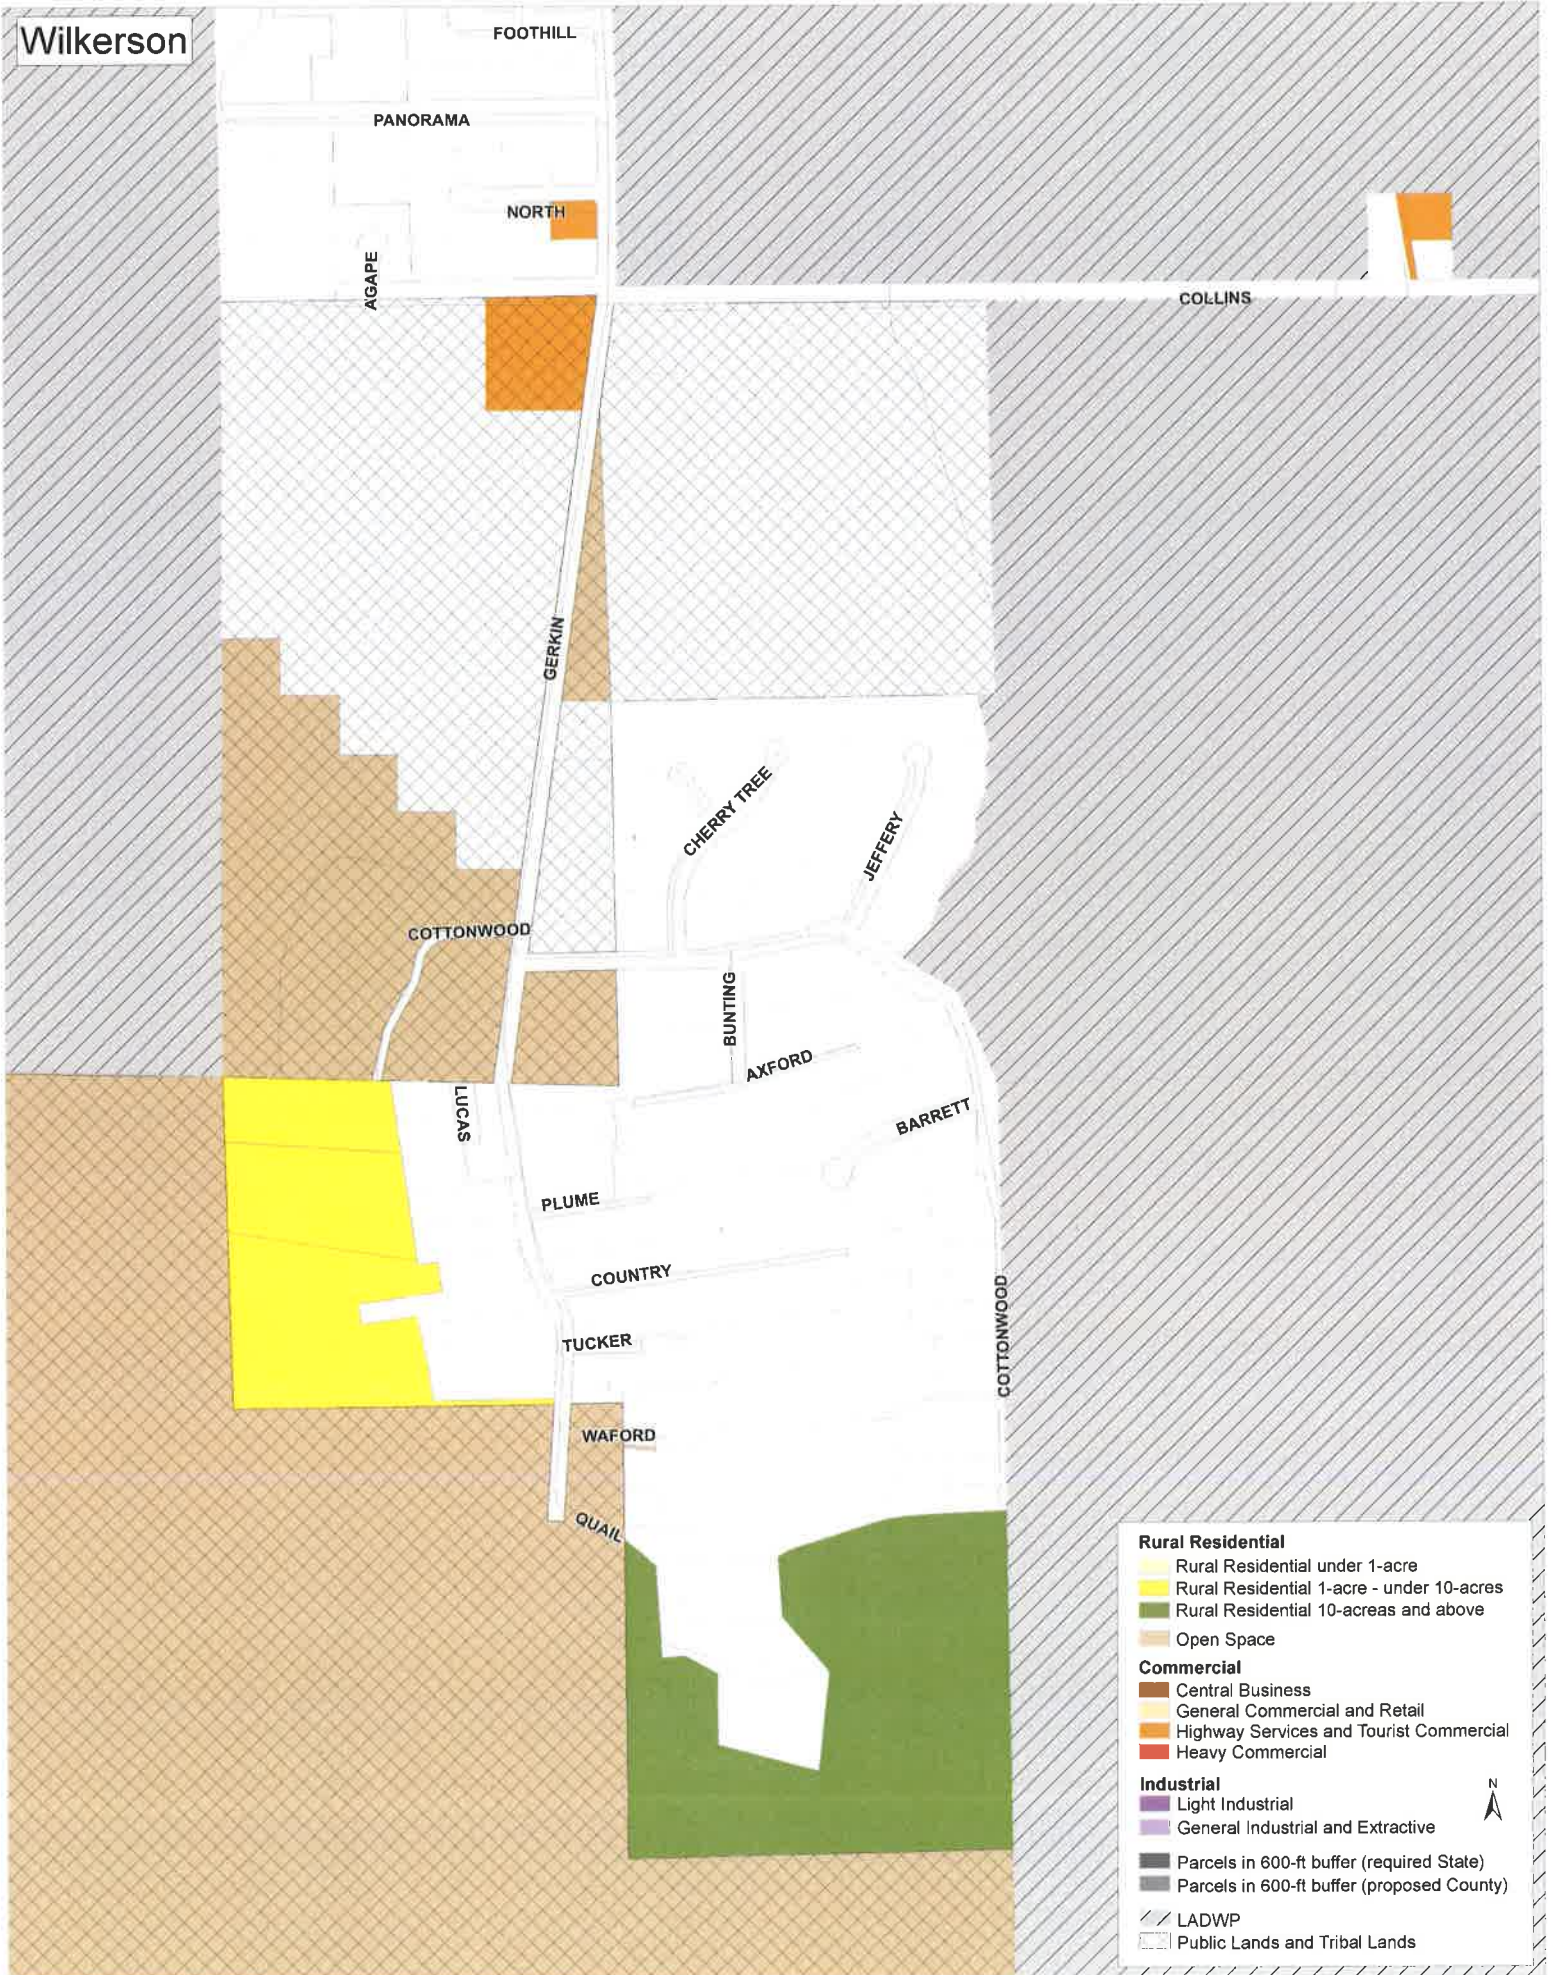 Wilkerson
FOOTHILL
PANORAMA
NORTH
AGAPE
COLLINS
GERKIN
CHERRY TREE
JEFFERY
COTTONWOOD
BUNTING
AXFORD
LUCAS
BARRETT
PLUME
COUNTRY
TUCKER
COTTONWOOD
WAFORD
QUAIL
Rural Residential
Rural Residential under 1-acre
Rural Residential 1-acre - under 10-acres
Rural Residential 10-acreas and above
Open Space
Commercial
Central Business
General Commercial and Retail
Highway Services and Tourist Commercial
Heavy Commercial
Industrial
N
Light Industrial
General Industrial and Extractive
Parcels in 600-ft buffer (required State)
Parcels in 600-ft buffer (proposed County)
LADWP
Public Lands and Tribal Lands